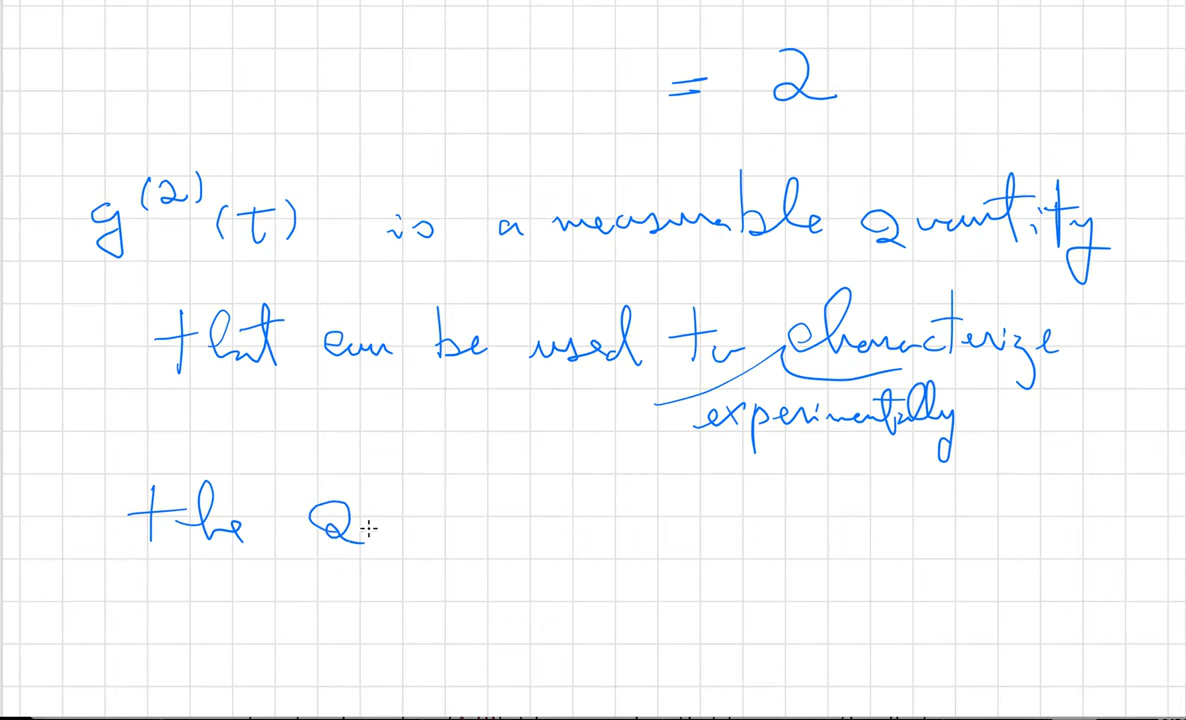 = 2
g⁽²⁾(τ) is a measurable Quantity
that can be used to characterize
experimentally
the Q